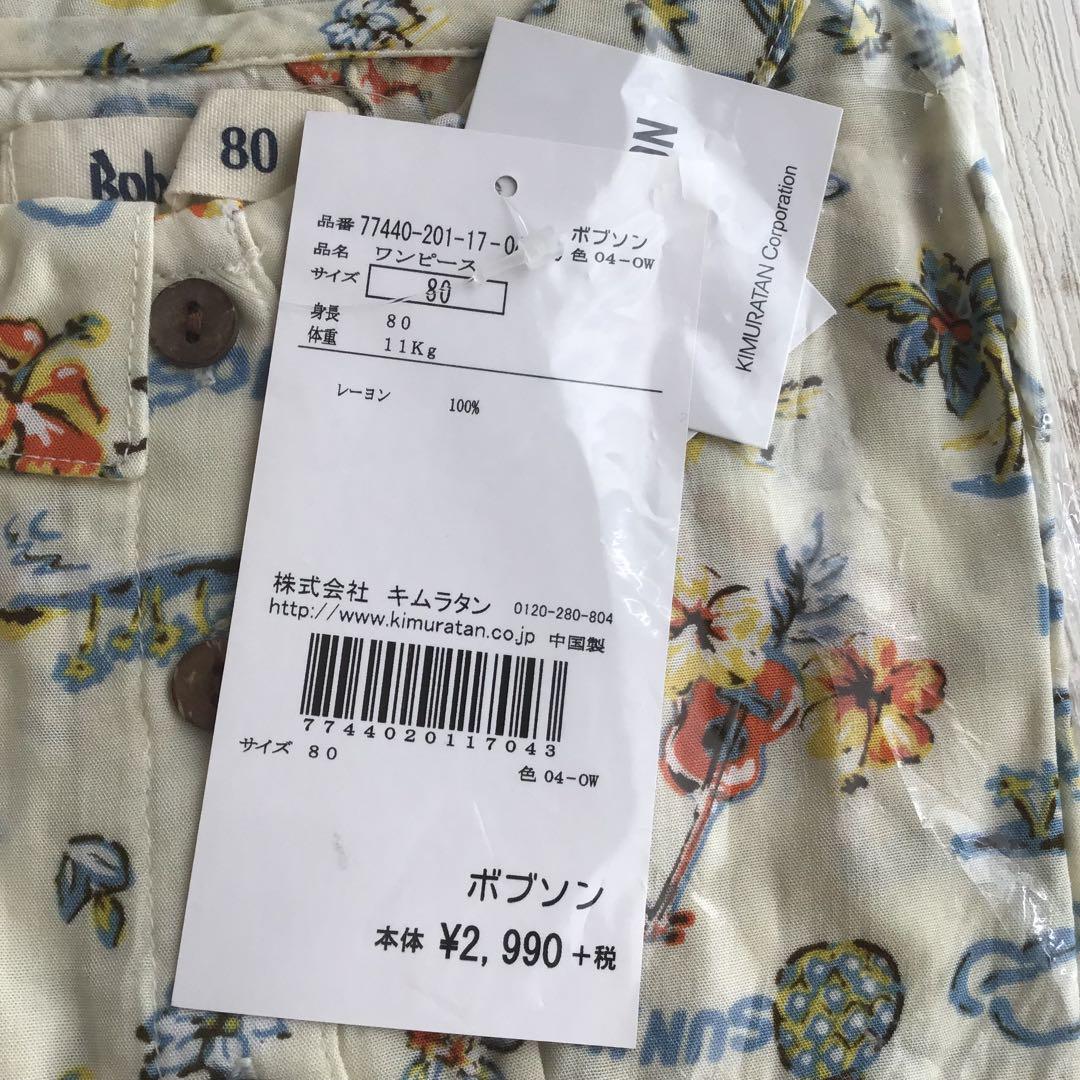 80
Bob
ON
KIMURATAN Corporation
品番 77440-201-17-0 ボブソン
品名 ワンピース 色 04-OW
サイズ 80
身長 80
体重 11Kg
レーヨン 100%
株式会社 キムラタン 0120-280-804
http://www.kimuratan.co.jp 中国製
7744020117043
サイズ 80
色 04-OW
ボブソン
本体 ¥2,990+税
SUN